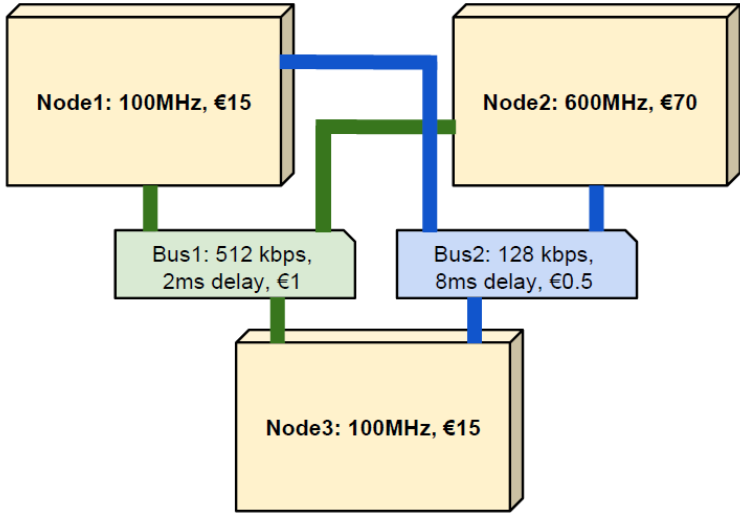 Node1: 100MHz, €15
Node2: 600MHz, €70
Bus1: 512 kbps,
2ms delay, €1
Bus2: 128 kbps,
8ms delay, €0.5
Node3: 100MHz, €15